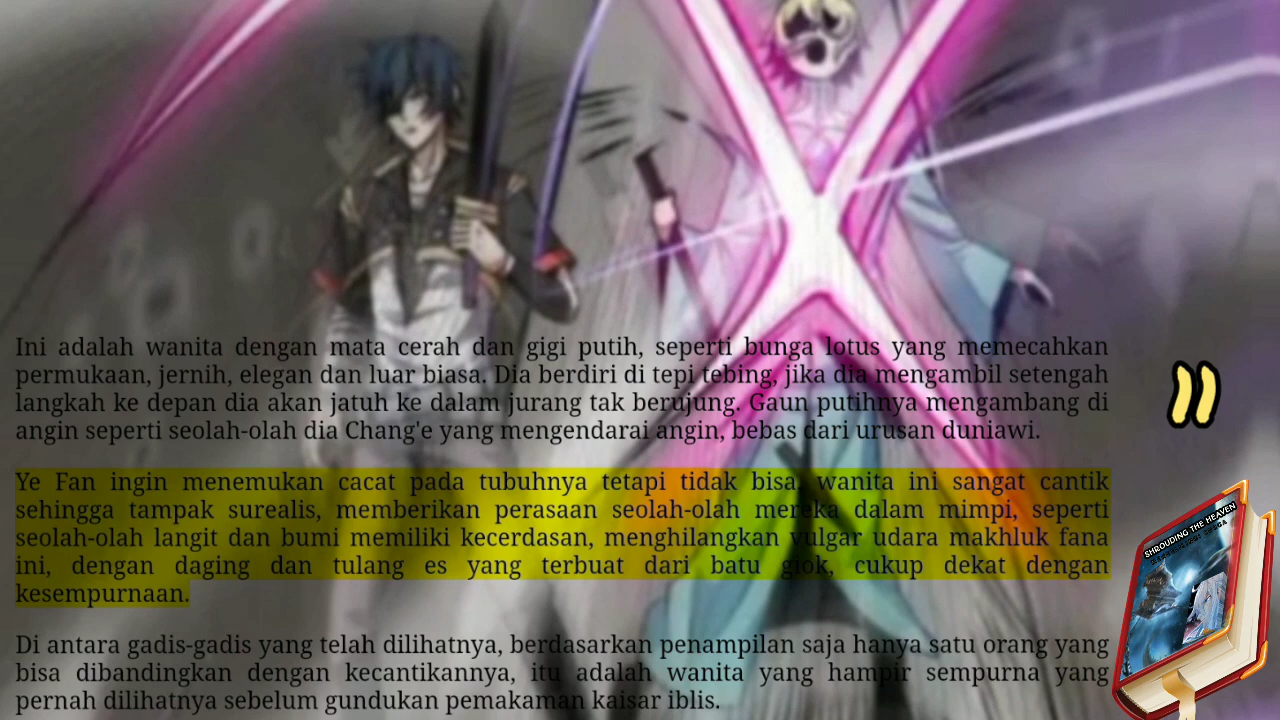 Ini adalah wanita dengan mata cerah dan gigi putih, seperti bunga lotus yang memecahkan
permukaan, jernih, elegan dan luar biasa. Dia berdiri di tepi tebing, jika dia mengambil setengah
langkah ke depan dia akan jatuh ke dalam jurang tak berujung. Gaun putihnya mengambang di
angin seperti seolah-olah dia Chang'e yang mengendarai angin, bebas dari urusan duniawi.
Ye Fan ingin menemukan cacat pada tubuhnya tetapi tidak bisa, wanita ini sangat cantik
sehingga tampak surealis, memberikan perasaan seolah-olah mereka dalam mimpi, seperti
seolah-olah langit dan bumi memiliki kecerdasan, menghilangkan vulgar udara makhluk fana
ini, dengan daging dan tulang es yang terbuat dari batu giok, cukup dekat dengan
kesempurnaan.
Di antara gadis-gadis yang telah dilihatnya, berdasarkan penampilan saja hanya satu orang yang
bisa dibandingkan dengan kecantikannya, itu adalah wanita yang hampir sempurna yang
pernah dilihatnya sebelum gundukan pemakaman kaisar iblis.
SHROUDING THE HEAVEN